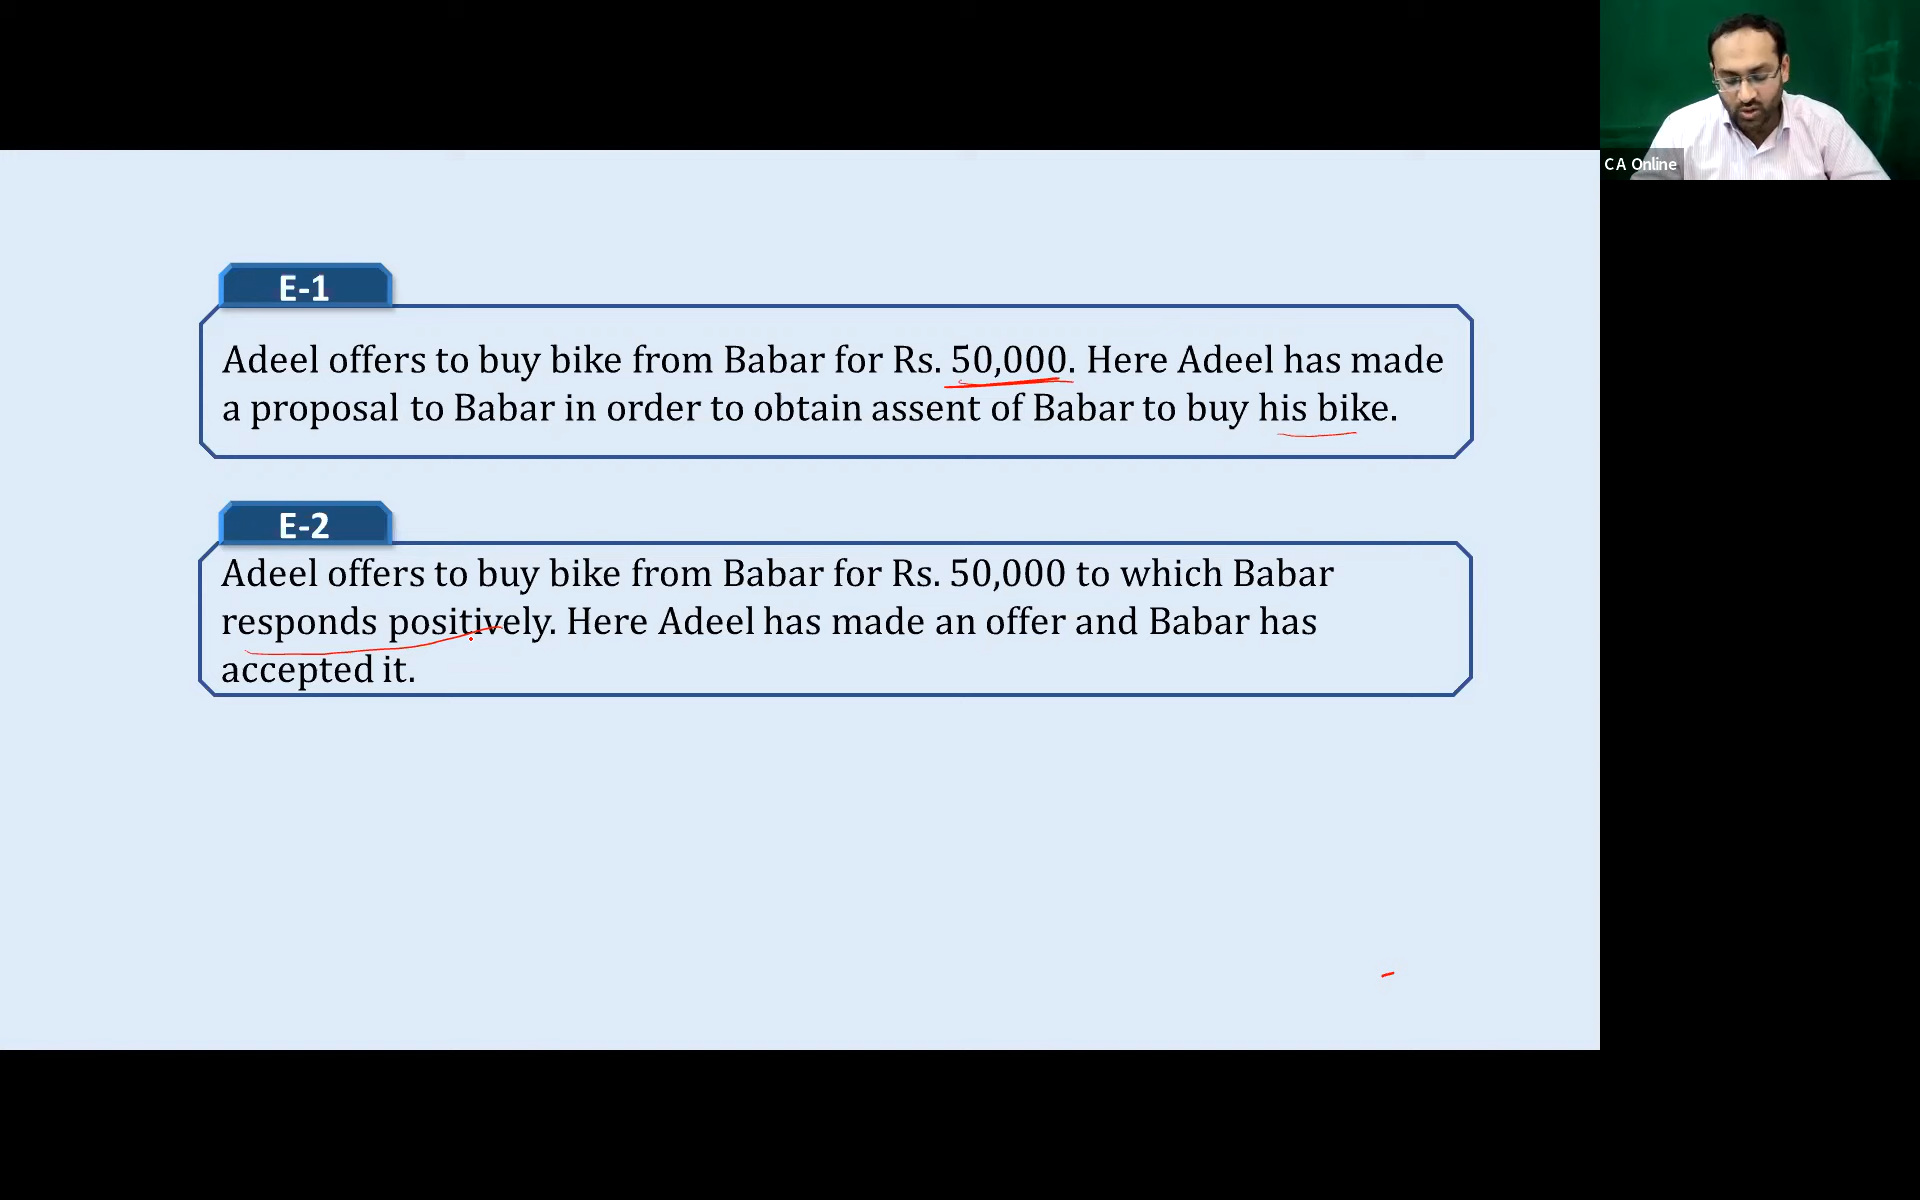 CA Online
E-1
Adeel offers to buy bike from Babar for Rs. 50,000. Here Adeel has made
a proposal to Babar in order to obtain assent of Babar to buy his bike.
E-2
Adeel offers to buy bike from Babar for Rs. 50,000 to which Babar
responds positively. Here Adeel has made an offer and Babar has
accepted it.